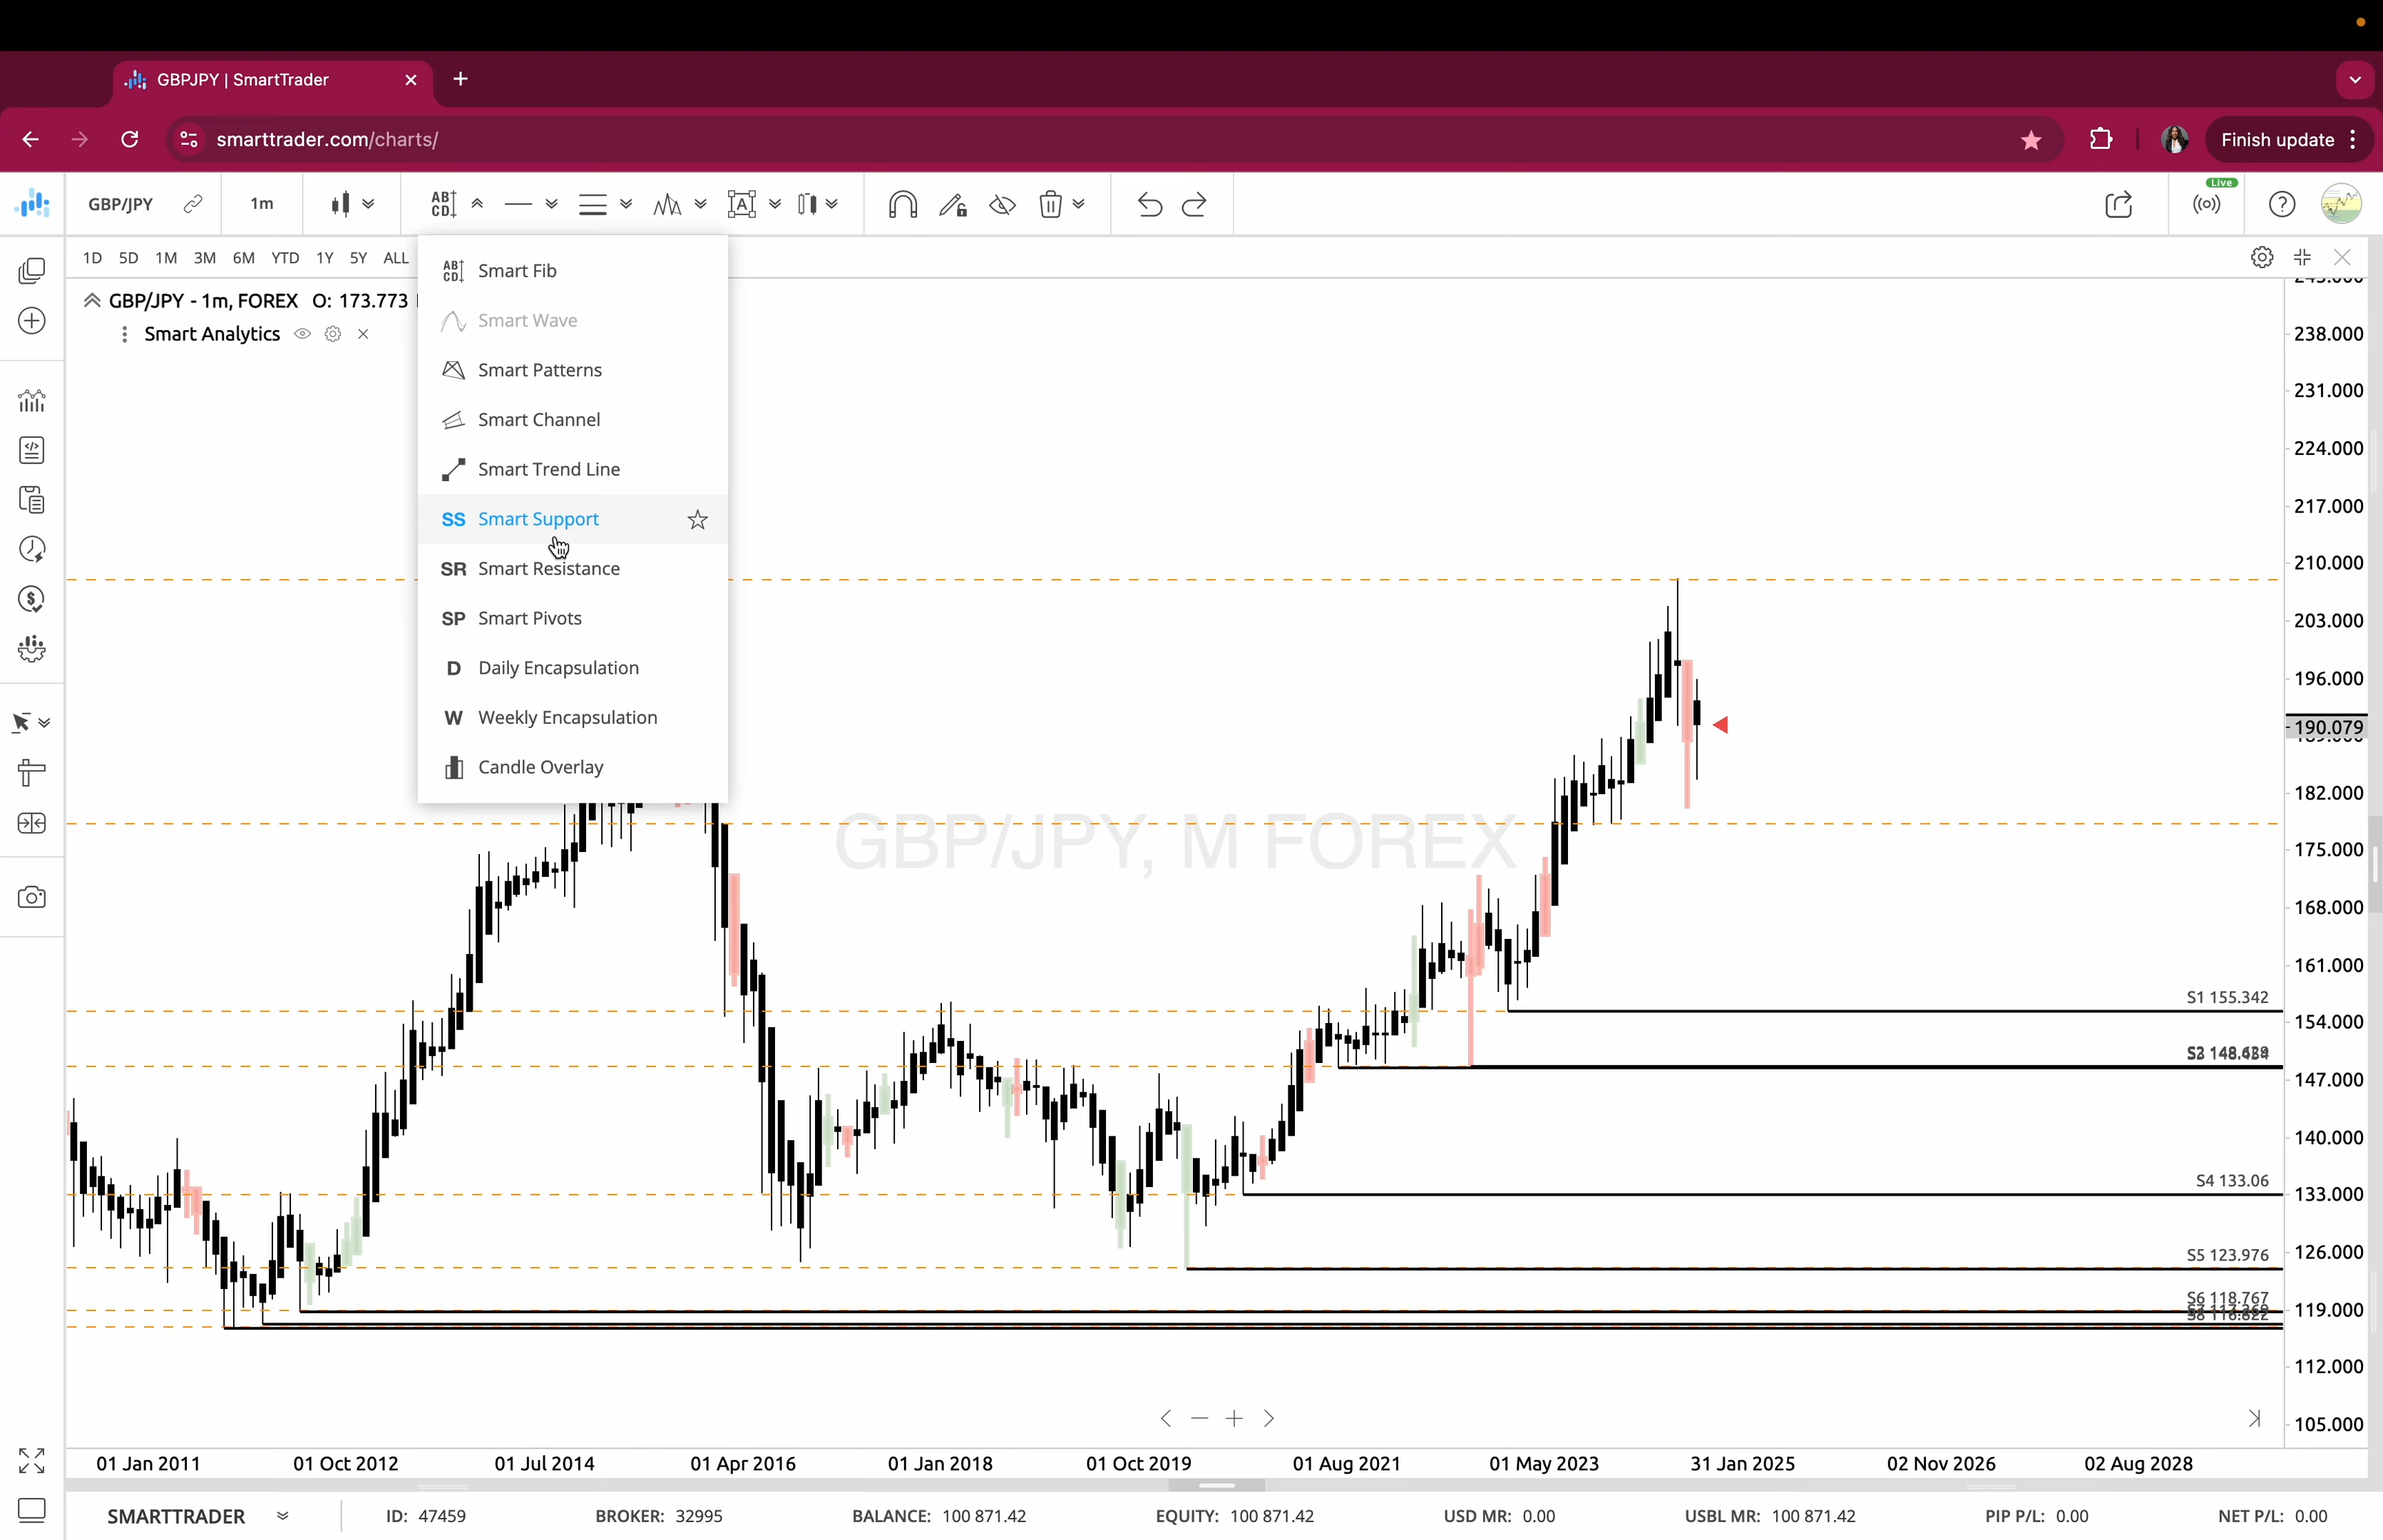 GBPJPY | SmartTrader
smarttrader.com/charts/
Finish update
GBP/JPY
1m
Live
1D 5D 1M 3M 6M YTD 1Y 5Y ALL
GBP/JPY - 1m, FOREX O: 173.773
Smart Analytics
AB CD Smart Fib
Smart Wave
Smart Patterns
Smart Channel
Smart Trend Line
SS Smart Support
SR Smart Resistance
SP Smart Pivots
D Daily Encapsulation
W Weekly Encapsulation
Candle Overlay
GBP/JPY, M FOREX
238.000
231.000
224.000
217.000
210.000
203.000
196.000
190.079
182.000
175.000
168.000
161.000
154.000
147.000
140.000
133.000
126.000
119.000
112.000
105.000
S1 155.342
S4 133.06
S5 123.976
S6 118.767
01 Jan 2011 01 Oct 2012 01 Jul 2014 01 Apr 2016 01 Jan 2018 01 Oct 2019 01 Aug 2021 01 May 2023 31 Jan 2025 02 Nov 2026 02 Aug 2028
SMARTTRADER ID: 47459 BROKER: 32995 BALANCE: 100 871.42 EQUITY: 100 871.42 USD MR: 0.00 USBL MR: 100 871.42 PIP P/L: 0.00 NET P/L: 0.00